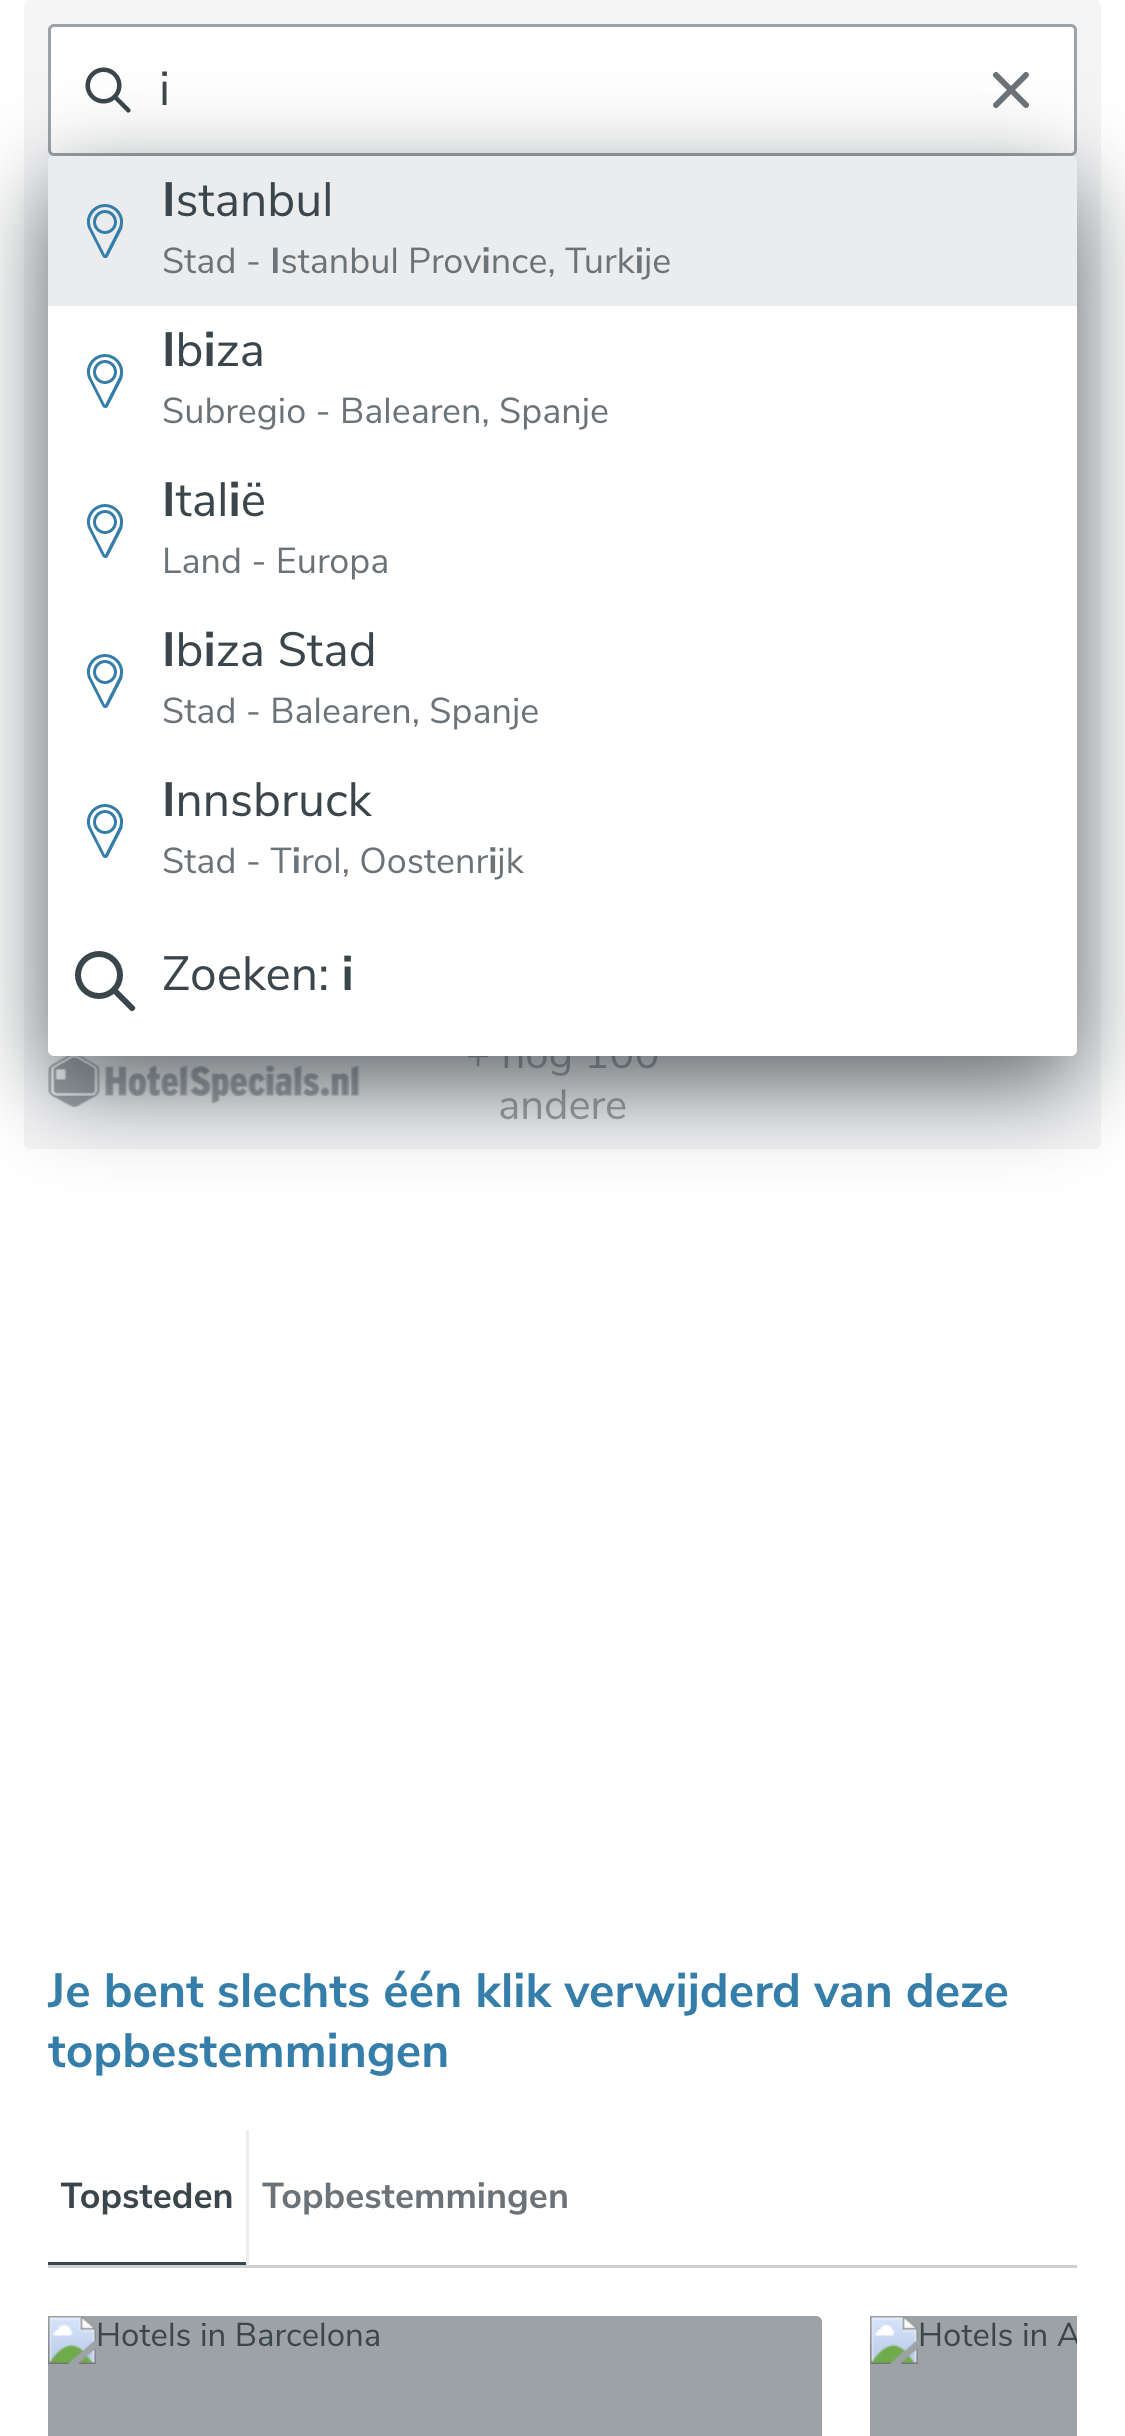 i
Istanbul
Stad - Istanbul Province, Turkije
Ibiza
Subregio - Balearen, Spanje
Italië
Land - Europa
Ibiza Stad
Stad - Balearen, Spanje
Innsbruck
Stad - Tirol, Oostenrijk
Zoeken: i
HotelSpecials.nl
+ nog 100
andere
Je bent slechts één klik verwijderd van deze
topbestemmingen
Topsteden
Topbestemmingen
Hotels in Barcelona
Hotels in A